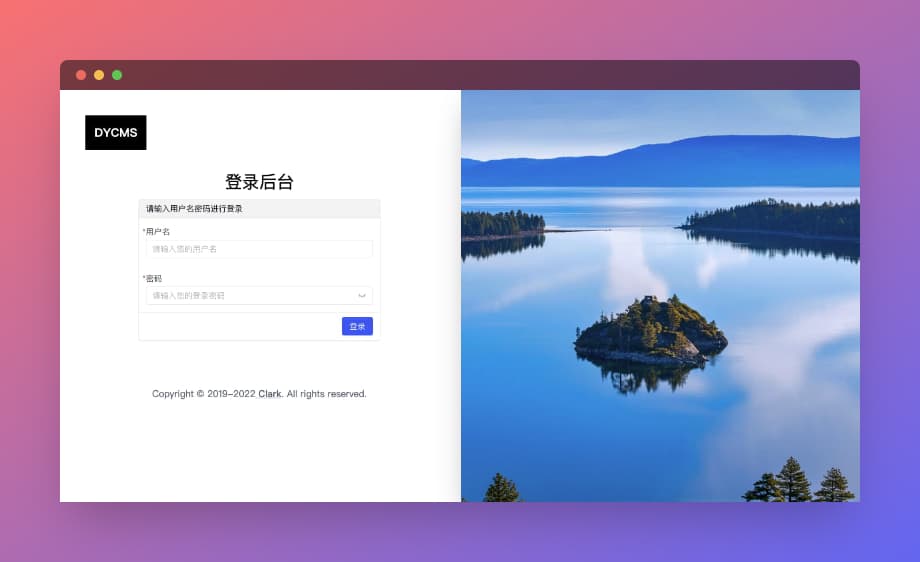 DYCMS
登录后台
请输入用户名密码进行登录
*用户名
请输入您的用户名
*密码
请输入您的登录密码
登录
Copyright © 2019–2022 Clark. All rights reserved.